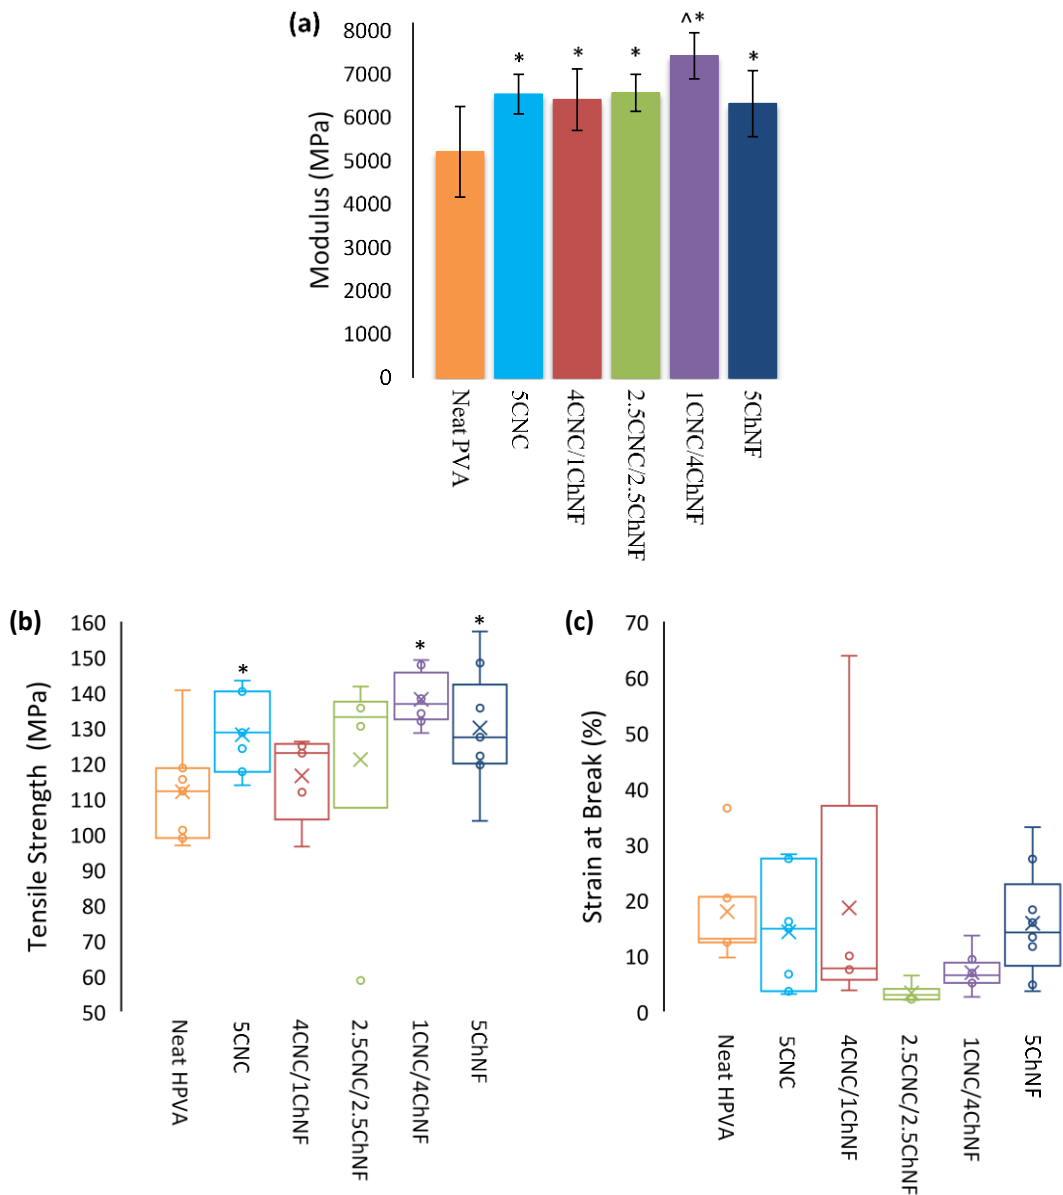 (a)
Modulus (MPa)
8000
7000
6000
5000
4000
3000
2000
1000
0
*
*
*
^*
*
Neat PVA
5CNC
4CNC/1ChNF
2.5CNC/2.5ChNF
1CNC/4ChNF
5ChNF
(b)
Tensile Strength (MPa)
160
150
140
130
120
110
100
90
80
70
60
50
*
*
*
Neat HPVA
5CNC
4CNC/1ChNF
2.5CNC/2.5ChNF
1CNC/4ChNF
5ChNF
(c)
Strain at Break (%)
70
60
50
40
30
20
10
0
Neat HPVA
5CNC
4CNC/1ChNF
2.5CNC/2.5ChNF
1CNC/4ChNF
5ChNF